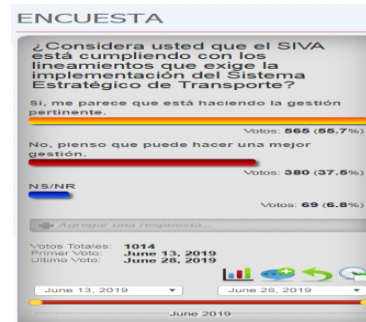 ENCUESTA
¿Considera usted que el SIVA
está cumpliendo con los
lineamientos que exige la
implementación del Sistema
Estratégico de Transporte?
Si, me parece que está haciendo la gestión
pertinente.
Votos: 565 (55.7%)
No, pienso que puede hacer una mejor
gestión.
Votos: 380 (37.5%)
NS/NR
Votos: 69 (6.8%)
Agregar una respuesta...
Votos Totales: 1014
Primer Voto: June 13, 2019
Ultimo Voto: June 28, 2019
June 13, 2019 June 28, 2019
June 2019